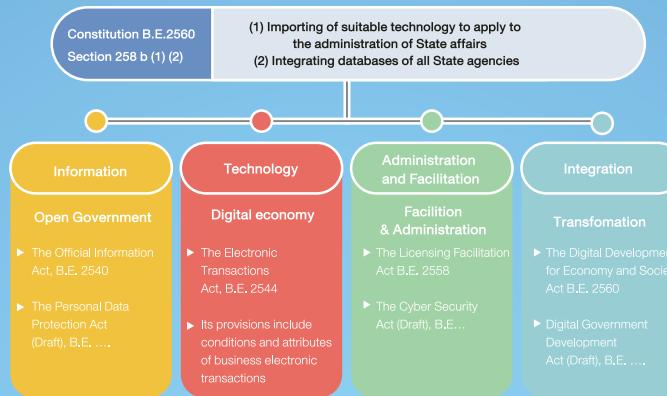 Constitution B.E.2560
Section 258 b (1) (2)
(1) Importing of suitable technology to apply to
the administration of State affairs
(2) Integrating databases of all State agencies
Information
Open Government
▶ The Official Information
Act, B.E. 2540
▶ The Personal Data
Protection Act
(Draft), B.E. ….
Technology
Digital economy
▶ The Electronic
Transactions
Act, B.E. 2544
▶ Its provisions include
conditions and attributes
of business electronic
transactions
Administration
and Facilitation
Facilition
& Administration
▶ The Licensing Facilitation
Act B.E. 2558
▶ The Cyber Security
Act (Draft), B.E…
Integration
Transfomation
▶ The Digital Developme
for Economy and Socie
Act B.E. 2560
▶ Digital Government
Development
Act (Draft), B.E. ….